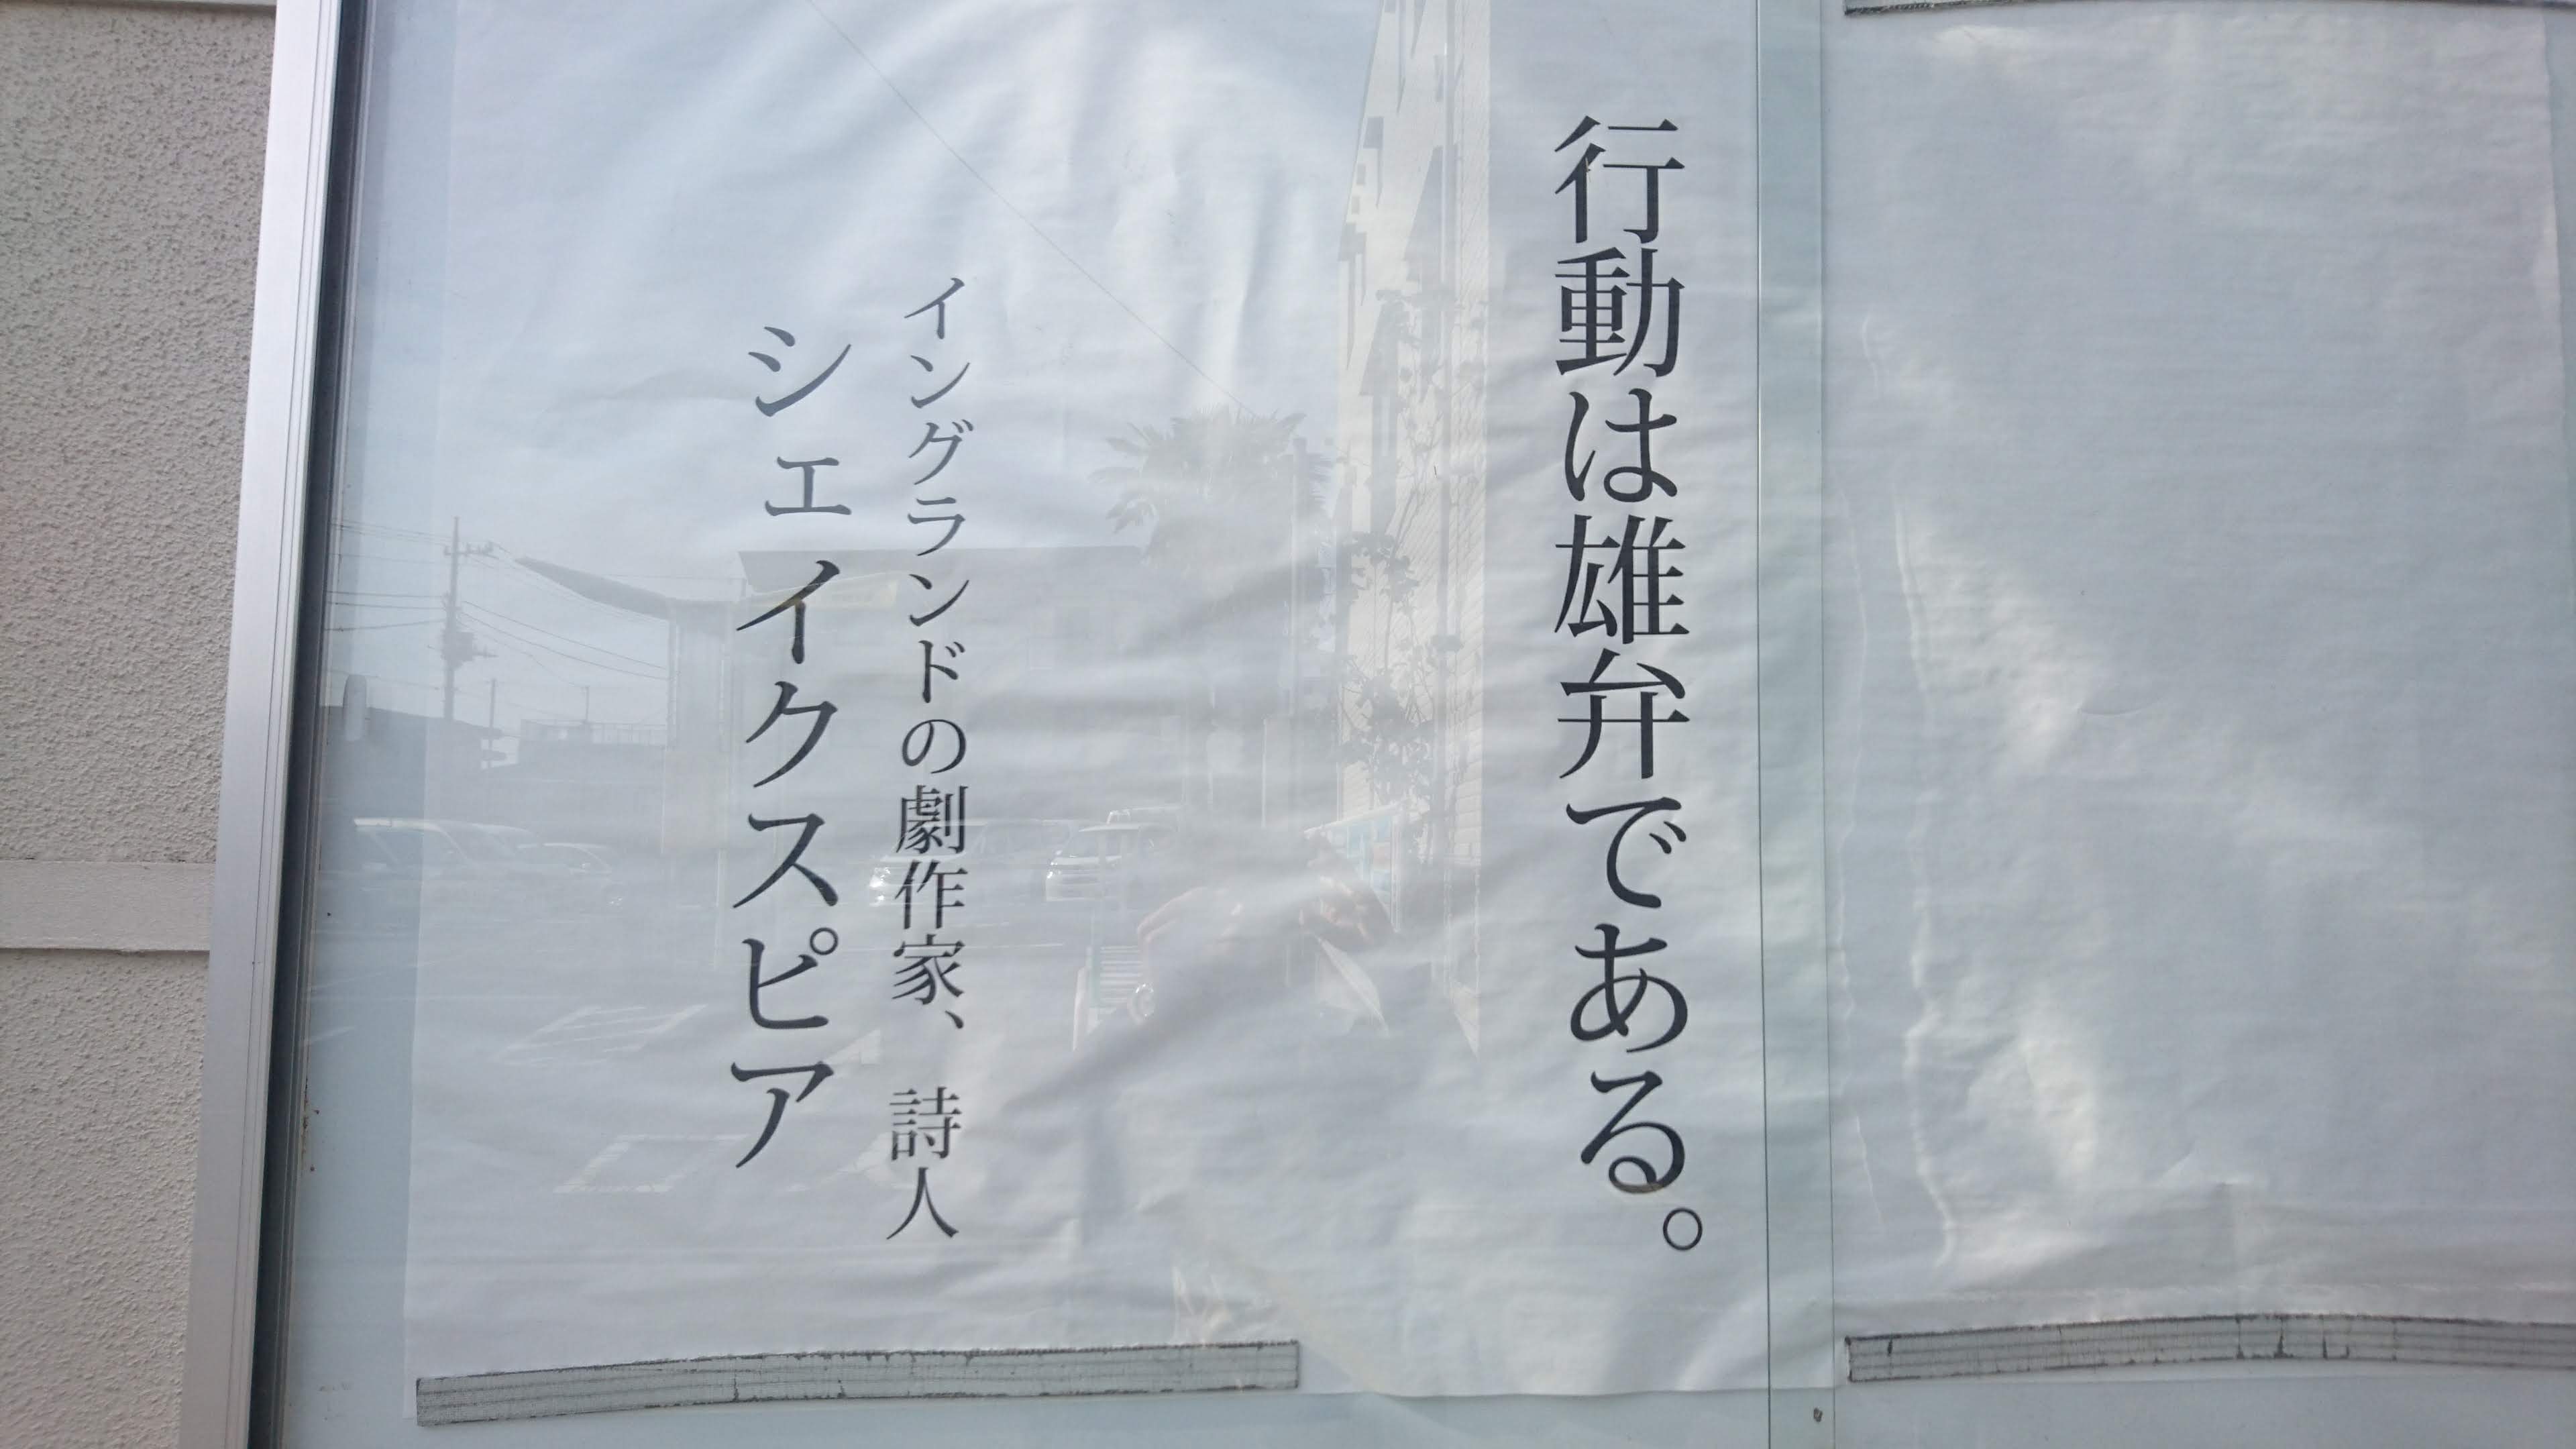 行動は雄弁である。
イングランドの劇作家、詩人
シェイクスピア